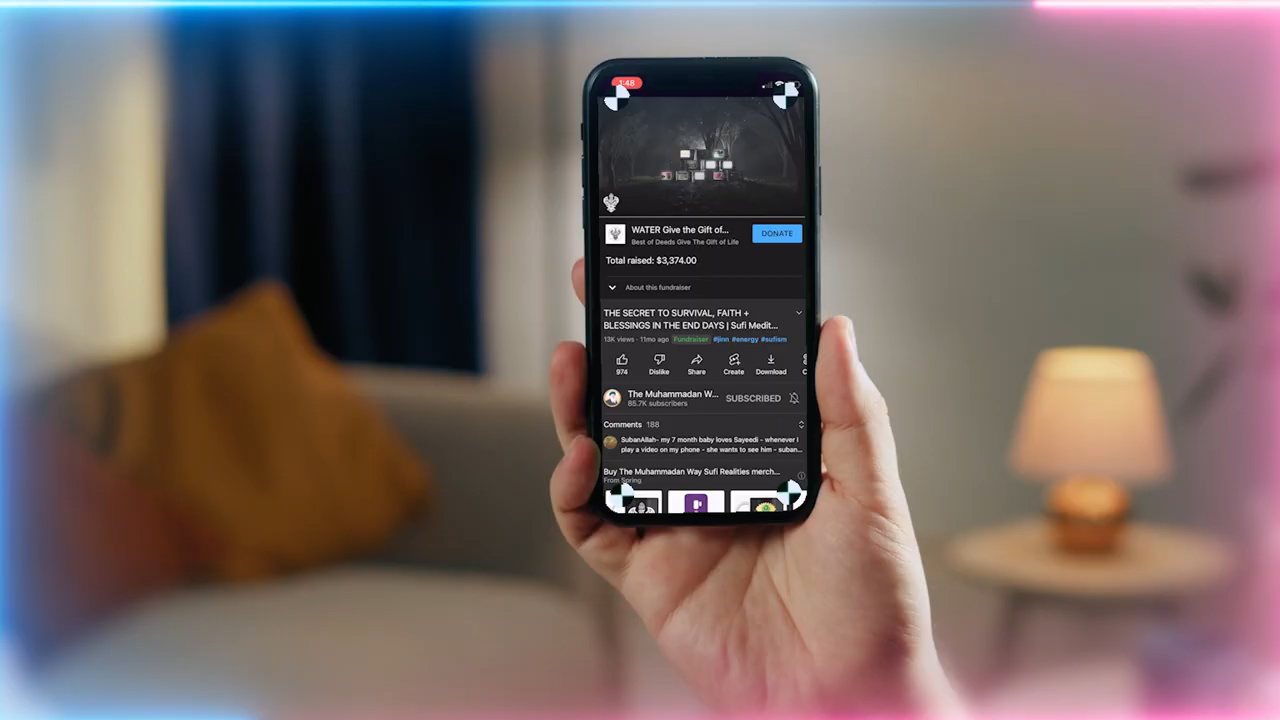 1:48
WATER Give the Gift of...
Best of Deeds Give The Gift of Life
DONATE
Total raised: $3,374.00
About this fundraiser
THE SECRET TO SURVIVAL, FAITH +
BLESSINGS IN THE END DAYS | Sufi Medit...
13K views · 11mo ago Fundraiser #jinn #energy #sufism
974 Dislike Share Create Download
The Muhammadan W...
85.7K subscribers
SUBSCRIBED
Comments 188
SubanAllah- my 7 month baby loves Sayeedi - whenever I
play a video on my phone - she wants to see him - suban...
Buy The Muhammadan Way Sufi Realities merch...
From Spring